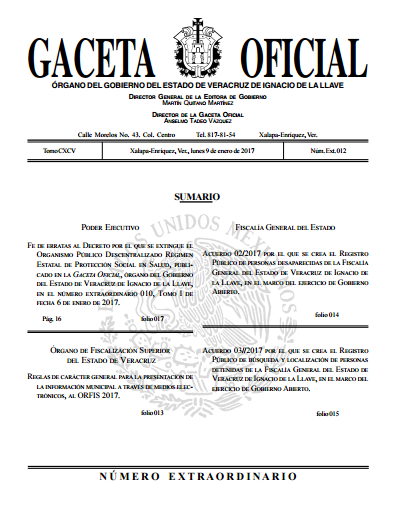 GACETA OFICIAL
ÓRGANO DEL GOBIERNO DEL ESTADO DE VERACRUZ DE IGNACIO DE LA LLAVE
DIRECTOR GENERAL DE LA EDITORA DE GOBIERNO
MARTÍN QUITANO MARTÍNEZ
DIRECTOR DE LA GACETA OFICIAL
ANSELMO TADEO VÁZQUEZ
Calle Morelos No. 43. Col. Centro Tel. 817-81-54 Xalapa-Enríquez, Ver.
Tomo CXCV Xalapa-Enríquez, Ver., lunes 9 de enero de 2017 Núm. Ext. 012
SUMARIO
PODER EJECUTIVO
FE DE ERRATAS AL DECRETO POR EL QUE SE EXTINGUE EL
ORGANISMO PÚBLICO DESCENTRALIZADO RÉGIMEN
ESTATAL DE PROTECCIÓN SOCIAL EN SALUD, PUBLI-
CADO EN LA GACETA OFICIAL, ÓRGANO DEL GOBIERNO
DEL ESTADO DE VERACRUZ DE IGNACIO DE LA LLAVE,
EN EL NÚMERO EXTRAORDINARIO 010, TOMO I DE
FECHA 6 DE ENERO DE 2017.
Pág. 16 folio 017
ÓRGANO DE FISCALIZACIÓN SUPERIOR
DEL ESTADO DE VERACRUZ
REGLAS DE CARÁCTER GENERAL PARA LA PRESENTACIÓN DE
LA INFORMACIÓN MUNICIPAL A TRAVÉS DE MEDIOS ELEC-
TRÓNICOS, AL ORFIS 2017.
folio 013
FISCALÍA GENERAL DEL ESTADO
ACUERDO 02/2017 POR EL QUE SE CREA EL REGISTRO
PÚBLICO DE PERSONAS DESAPARECIDAS DE LA FISCALÍA
GENERAL DEL ESTADO DE VERACRUZ DE IGNACIO DE
LA LLAVE, EN EL MARCO DEL EJERCICIO DE GOBIERNO
ABIERTO.
folio 014
ACUERDO 03/2017 POR EL QUE SE CREA EL REGISTRO
PÚBLICO DE BÚSQUEDA Y LOCALIZACIÓN DE PERSONAS
DETENIDAS DE LA FISCALÍA GENERAL DEL ESTADO DE
VERACRUZ DE IGNACIO DE LA LLAVE, EN EL MARCO DEL
EJERCICIO DE GOBIERNO ABIERTO.
folio 015
UNIDOS MEXICANOS
NÚMERO EXTRAORDINARIO